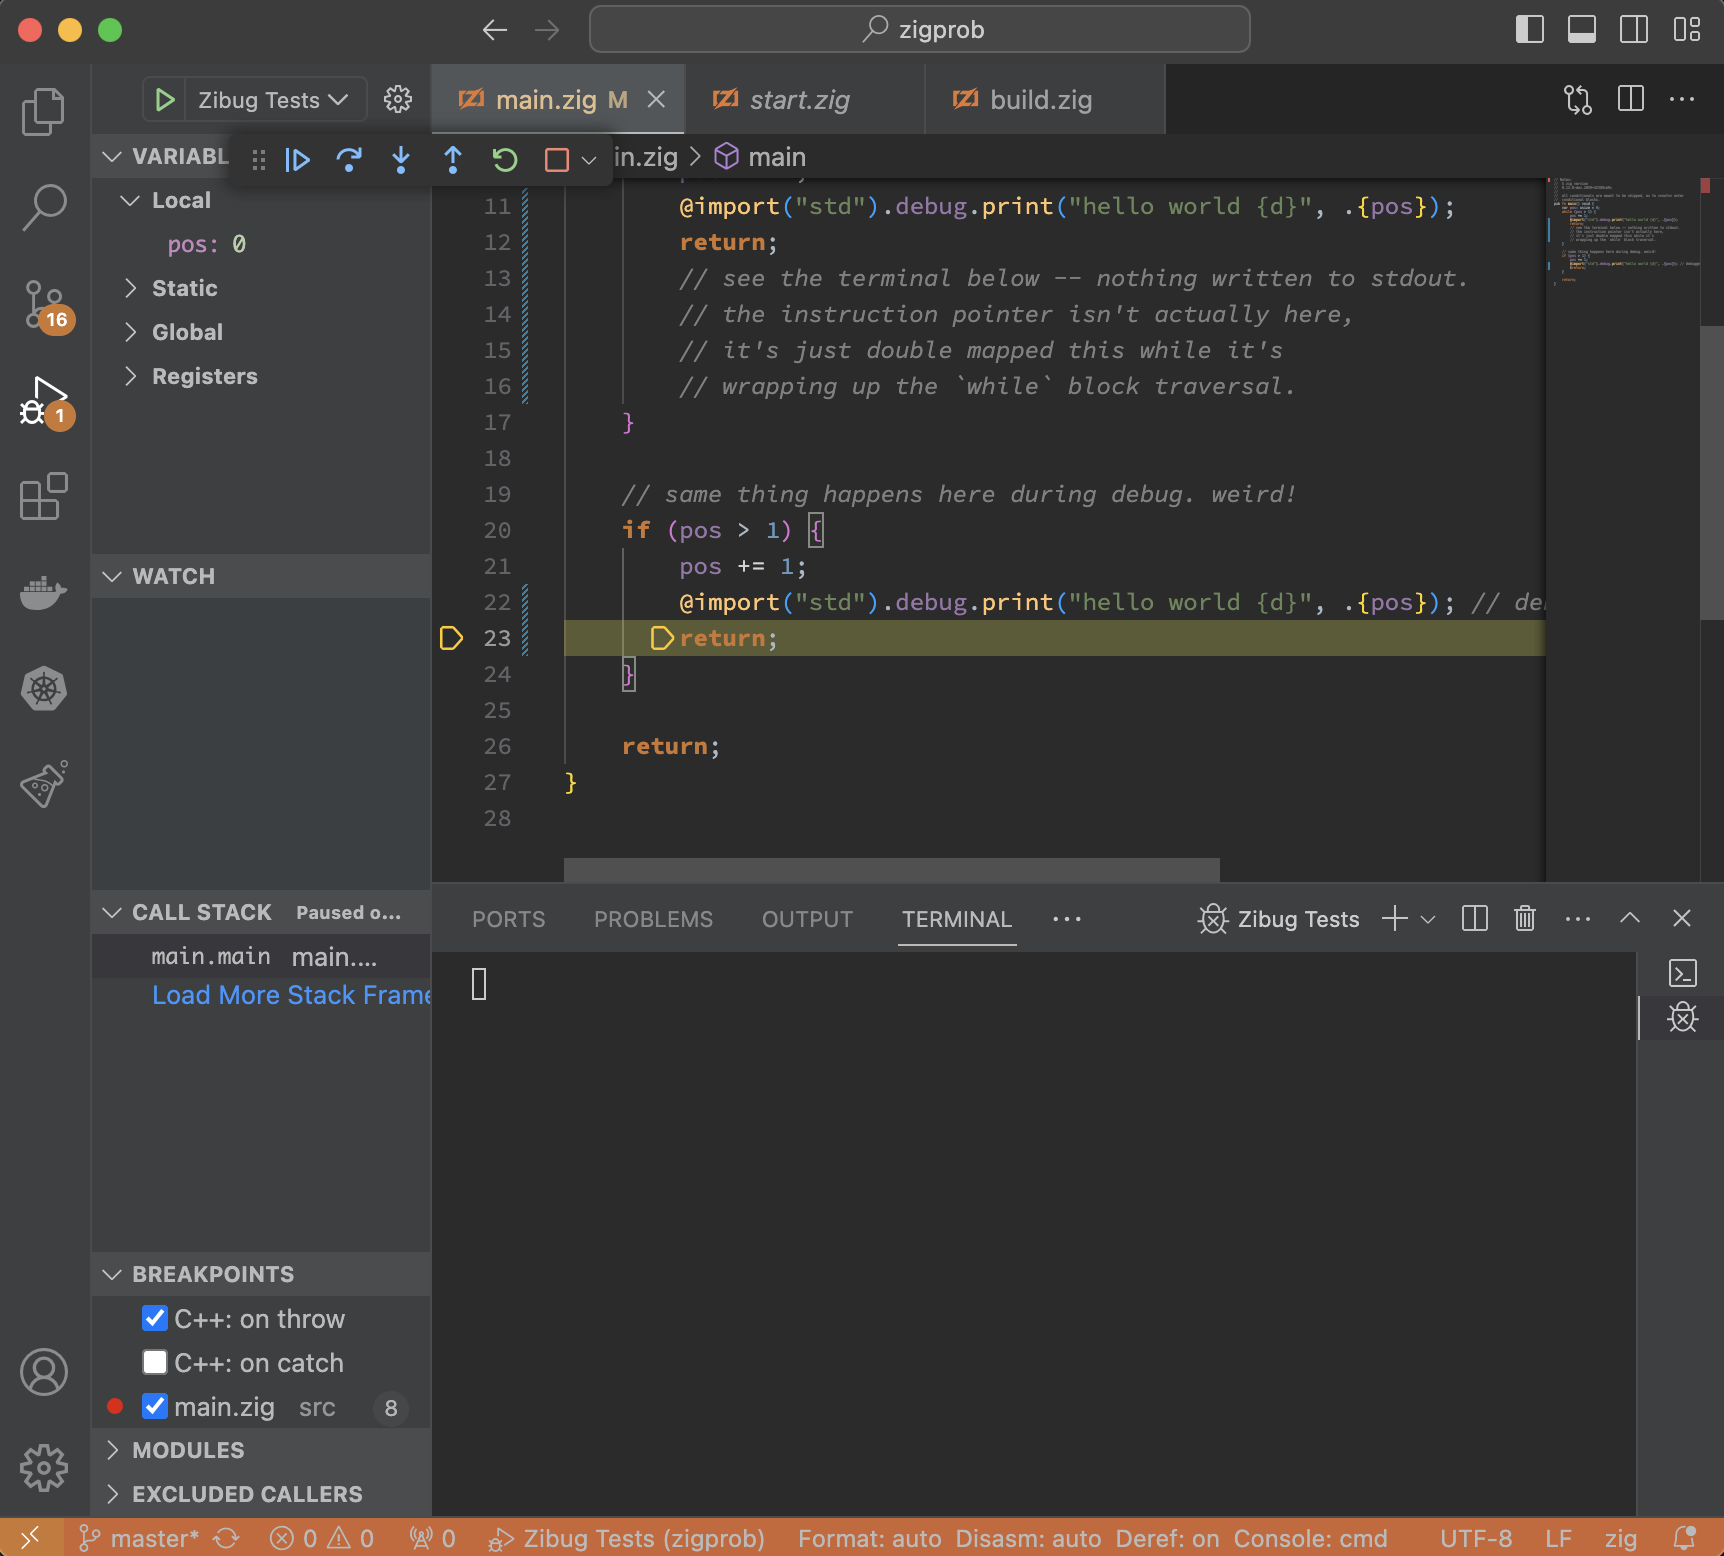 zigprob
Zibug Tests
main.zig M
start.zig
build.zig
VARIABL
in.zig > main
Local
pos: 0
Static
Global
Registers
16
1
11 @import("std").debug.print("hello world {d}", .{pos});
12 return;
13 // see the terminal below -- nothing written to stdout.
14 // the instruction pointer isn't actually here,
15 // it's just double mapped this while it's
16 // wrapping up the `while` block traversal.
17 }
18
19 // same thing happens here during debug. weird!
20 if (pos > 1) {
21 pos += 1;
22 @import("std").debug.print("hello world {d}", .{pos}); // de
23 return;
24 }
25
26 return;
27 }
28
WATCH
CALL STACK Paused o...
main.main main....
Load More Stack Frame
PORTS
PROBLEMS
OUTPUT
TERMINAL
Zibug Tests
BREAKPOINTS
C++: on throw
C++: on catch
main.zig src 8
MODULES
EXCLUDED CALLERS
master* 0 0 0 Zibug Tests (zigprob) Format: auto Disasm: auto Deref: on Console: cmd UTF-8 LF zig